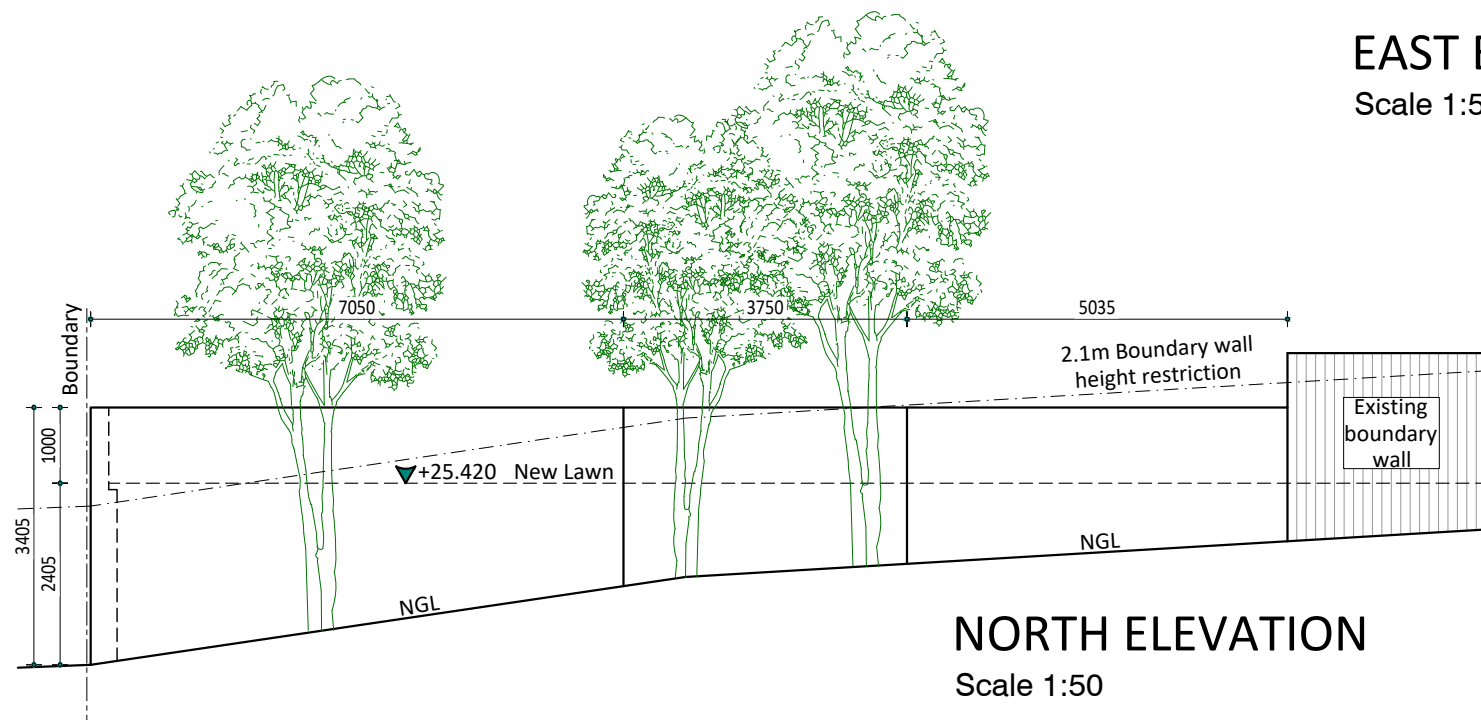 EAST E
Scale 1:5
Boundary
7050
3750
5035
2.1m Boundary wall
height restriction
1000
3405
2405
+25.420 New Lawn
Existing
boundary
wall
NGL
NGL
NORTH ELEVATION
Scale 1:50